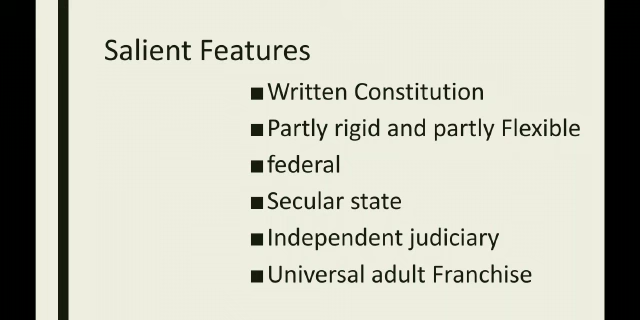 Salient Features
■Written Constitution
■Partly rigid and partly Flexible
■federal
■Secular state
■Independent judiciary
■Universal adult Franchise